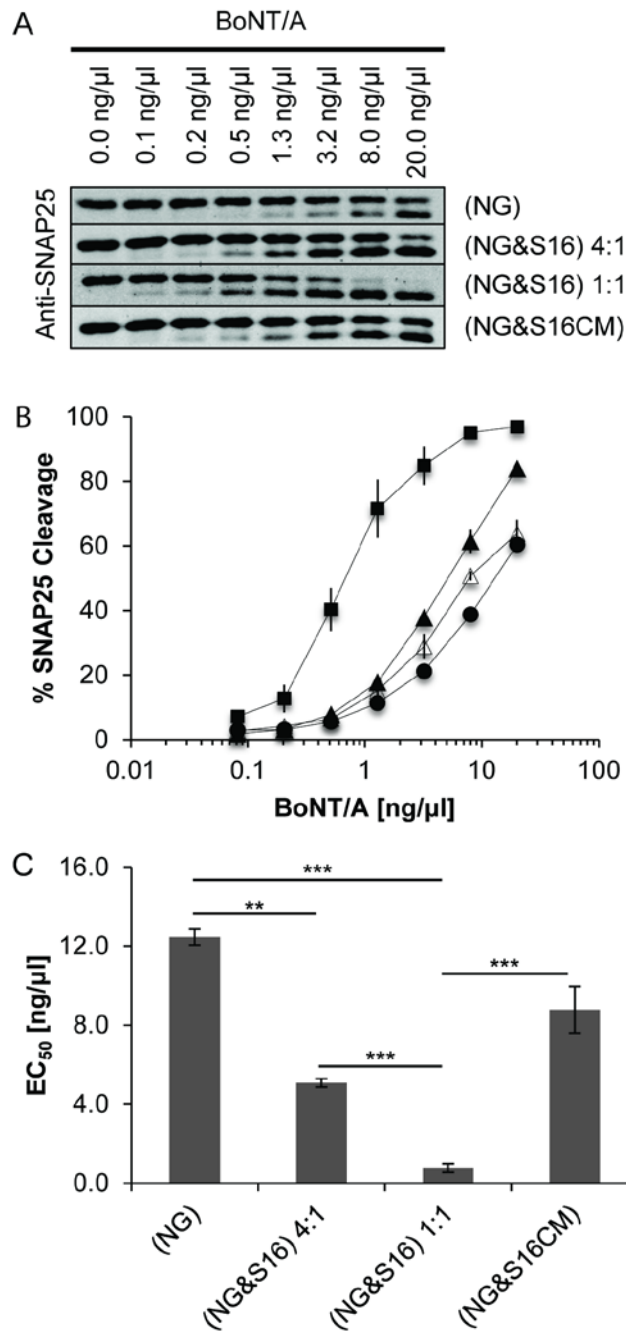 A
BoNT/A
0.0 ng/µl
0.1 ng/µl
0.2 ng/µl
0.5 ng/µl
1.3 ng/µl
3.2 ng/µl
8.0 ng/µl
20.0 ng/µl
Anti-SNAP25
(NG)
(NG&S16) 4:1
(NG&S16) 1:1
(NG&S16CM)
B
% SNAP25 Cleavage
100
80
60
40
20
0
0.01 0.1 1 10 100
BoNT/A [ng/µl]
C
EC50 [ng/µl]
16.0
12.0
8.0
4.0
0.0
***
**
***
***
(NG)
(NG&S16) 4:1
(NG&S16) 1:1
(NG&S16CM)